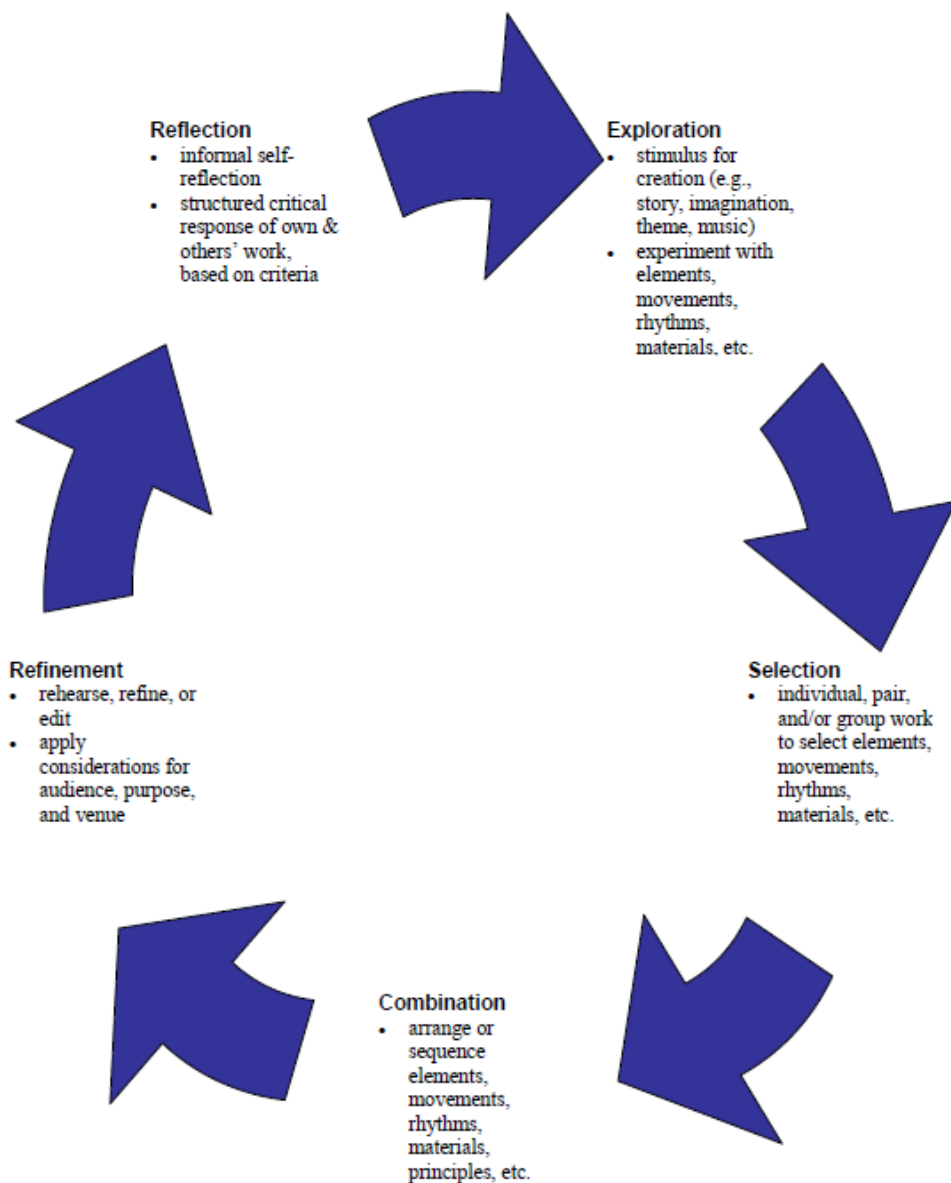 Reflection
• informal self-
reflection
• structured critical
response of own &
others’ work,
based on criteria
Exploration
• stimulus for
creation (e.g.,
story, imagination,
theme, music)
• experiment with
elements,
movements,
rhythms,
materials, etc.
Selection
• individual, pair,
and/or group work
to select elements,
movements,
rhythms,
materials, etc.
Combination
• arrange or
sequence
elements,
movements,
rhythms,
materials,
principles, etc.
Refinement
• rehearse, refine, or
edit
• apply
considerations for
audience, purpose,
and venue